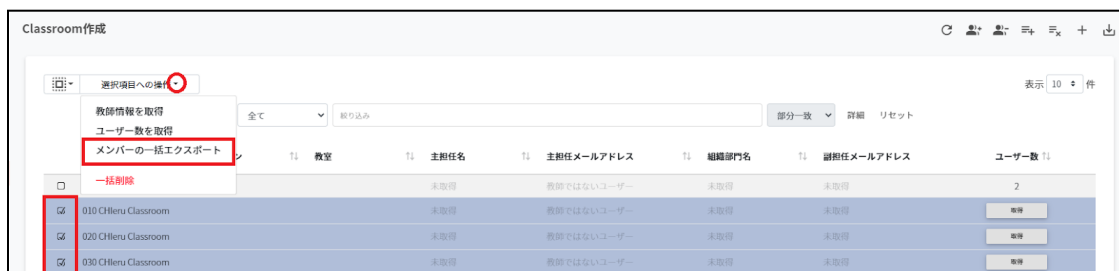 Classroom作成
選択項目への操作
表示 10 件
教師情報を取得
ユーザー数を取得
メンバーの一括エクスポート
一括削除
全て
絞り込み
部分一致
詳細
リセット
教室
主担任名
主担任メールアドレス
組織部門名
副担任メールアドレス
ユーザー数
未取得 教師ではないユーザー 未取得 未取得 2
010 CHIeru Classroom 未取得 教師ではないユーザー 未取得 未取得 取得
020 CHIeru Classroom 未取得 教師ではないユーザー 未取得 未取得 取得
030 CHIeru Classroom 未取得 教師ではないユーザー 未取得 未取得 取得